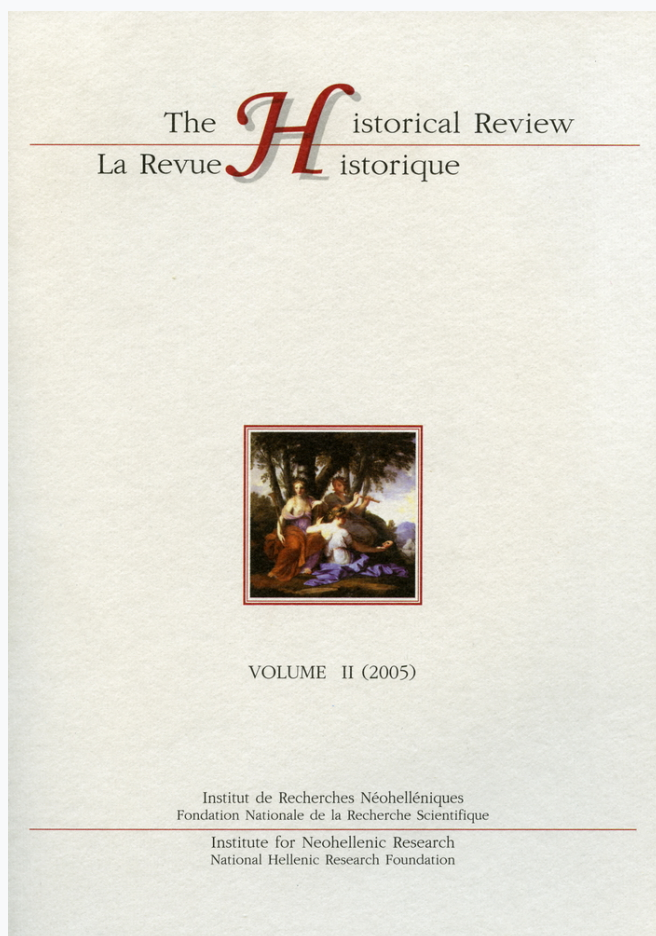 The Historical Review
La Revue Historique
VOLUME II (2005)
Institut de Recherches Néohelléniques
Fondation Nationale de la Recherche Scientifique
Institute for Neohellenic Research
National Hellenic Research Foundation